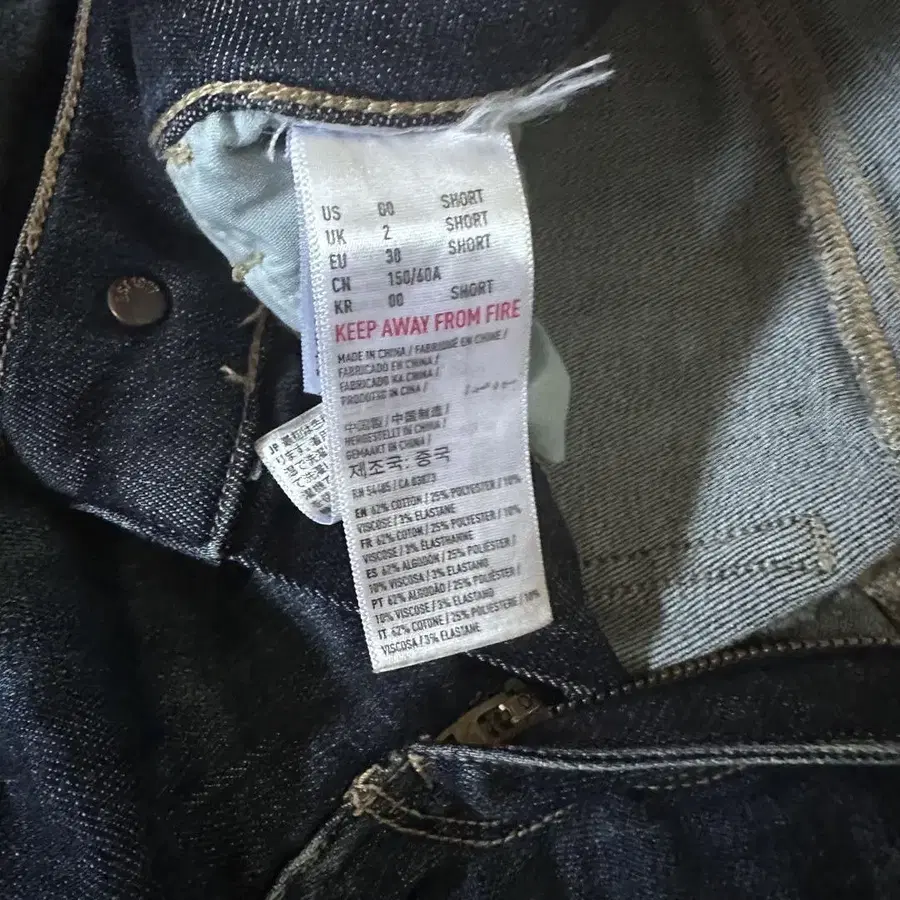 US 00 SHORT
UK 2 SHORT
EU 30 SHORT
CN 150/60A
KR 00 SHORT
KEEP AWAY FROM FIRE
MADE IN CHINA / FABRIQUÉ EN CHINE /
FABRICADO EN CHINA /
FABRICADO NA CHINA /
PRODOTTO IN CINA /
中国製 / 中国制造 /
HERGESTELLT IN CHINA /
GEMAAKT IN CHINA /
제조국: 중국
RN 54485 / CA 03873
EN 62% COTTON / 25% POLYESTER / 10%
VISCOSE / 3% ELASTANE
FR 62% COTON / 25% POLYESTER / 10%
VISCOSE / 3% ÉLASTHANNE
ES 62% ALGODÓN / 25% POLIÉSTER /
10% VISCOSA / 3% ELASTANO
PT 62% ALGODÃO / 25% POLIÉSTER /
10% VISCOSE / 3% ELASTANO
IT 62% COTONE / 25% POLIESTERE / 10%
VISCOSA / 3% ELASTANE
JP